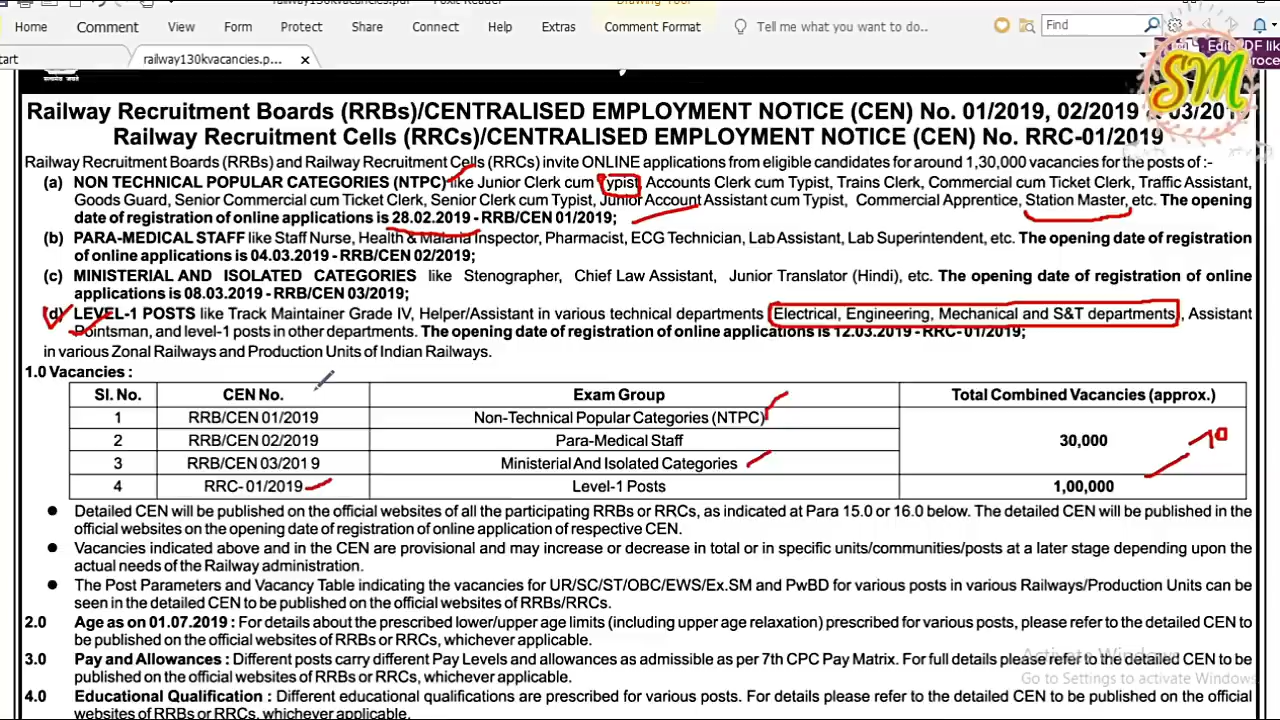 railway130kvacancies.pdf - Foxit Reader
Drawing Tool
Home Comment View Form Protect Share Connect Help Extras Comment Format Tell me what you want to do.. Find
tart railway130kvacancies.p... × Edit PDF lik
SM
Railway Recruitment Boards (RRBs)/CENTRALISED EMPLOYMENT NOTICE (CEN) No. 01/2019, 02/2019 & 03/2019
Railway Recruitment Cells (RRCs)/CENTRALISED EMPLOYMENT NOTICE (CEN) No. RRC-01/2019
Railway Recruitment Boards (RRBs) and Railway Recruitment Cells (RRCs) invite ONLINE applications from eligible candidates for around 1,30,000 vacancies for the posts of :-
(a) NON TECHNICAL POPULAR CATEGORIES (NTPC) like Junior Clerk cum Typist, Accounts Clerk cum Typist, Trains Clerk, Commercial cum Ticket Clerk, Traffic Assistant,
Goods Guard, Senior Commercial cum Ticket Clerk, Senior Clerk cum Typist, Junior Account Assistant cum Typist, Commercial Apprentice, Station Master, etc. The opening
date of registration of online applications is 28.02.2019 - RRB/CEN 01/2019;
(b) PARA-MEDICAL STAFF like Staff Nurse, Health & Malaria Inspector, Pharmacist, ECG Technician, Lab Assistant, Lab Superintendent, etc. The opening date of registration
of online applications is 04.03.2019 - RRB/CEN 02/2019;
(c) MINISTERIAL AND ISOLATED CATEGORIES like Stenographer, Chief Law Assistant, Junior Translator (Hindi), etc. The opening date of registration of online
applications is 08.03.2019 - RRB/CEN 03/2019;
(d) LEVEL-1 POSTS like Track Maintainer Grade IV, Helper/Assistant in various technical departments Electrical, Engineering, Mechanical and S&T departments, Assistant
Pointsman, and level-1 posts in other departments. The opening date of registration of online applications is 12.03.2019 - RRC-01/2019;
in various Zonal Railways and Production Units of Indian Railways.
1.0 Vacancies :
Sl. No. CEN No. Exam Group Total Combined Vacancies (approx.)
1 RRB/CEN 01/2019 Non-Technical Popular Categories (NTPC)
2 RRB/CEN 02/2019 Para-Medical Staff 30,000
3 RRB/CEN 03/2019 Ministerial And Isolated Categories
4 RRC- 01/2019 Level-1 Posts 1,00,000
● Detailed CEN will be published on the official websites of all the participating RRBs or RRCs, as indicated at Para 15.0 or 16.0 below. The detailed CEN will be published in the
official websites on the opening date of registration of online application of respective CEN.
● Vacancies indicated above and in the CEN are provisional and may increase or decrease in total or in specific units/communities/posts at a later stage depending upon the
actual needs of the Railway administration.
● The Post Parameters and Vacancy Table indicating the vacancies for UR/SC/ST/OBC/EWS/Ex.SM and PwBD for various posts in various Railways/Production Units can be
seen in the detailed CEN to be published on the official websites of RRBs/RRCs.
2.0 Age as on 01.07.2019 : For details about the prescribed lower/upper age limits (including upper age relaxation) prescribed for various posts, please refer to the detailed CEN to
be published on the official websites of RRBs or RRCs, whichever applicable.
3.0 Pay and Allowances : Different posts carry different Pay Levels and allowances as admissible as per 7th CPC Pay Matrix. For full details please refer to the detailed CEN to be
published on the official websites of RRBs or RRCs, whichever applicable.
Activate Windows
Go to Settings to activate Windows
4.0 Educational Qualification : Different educational qualifications are prescribed for various posts. For details please refer to the detailed CEN to be published on the official
websites of RRBs or RRCs, whichever applicable.